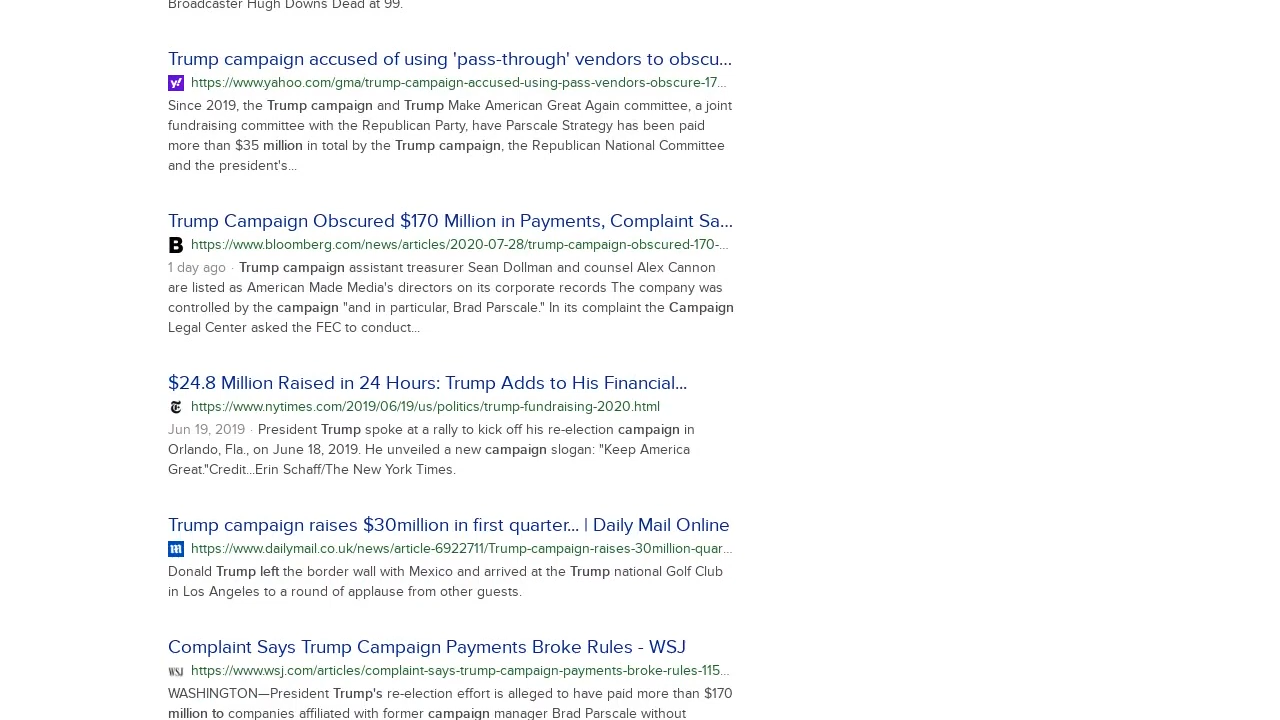 Broadcaster Hugh Downs Dead at 99.
Trump campaign accused of using 'pass-through' vendors to obscu...
https://www.yahoo.com/gma/trump-campaign-accused-using-pass-vendors-obscure-17...
Since 2019, the Trump campaign and Trump Make American Great Again committee, a joint
fundraising committee with the Republican Party, have Parscale Strategy has been paid
more than $35 million in total by the Trump campaign, the Republican National Committee
and the president's...
Trump Campaign Obscured $170 Million in Payments, Complaint Sa...
https://www.bloomberg.com/news/articles/2020-07-28/trump-campaign-obscured-170-...
1 day ago · Trump campaign assistant treasurer Sean Dollman and counsel Alex Cannon
are listed as American Made Media's directors on its corporate records The company was
controlled by the campaign "and in particular, Brad Parscale." In its complaint the Campaign
Legal Center asked the FEC to conduct...
$24.8 Million Raised in 24 Hours: Trump Adds to His Financial...
https://www.nytimes.com/2019/06/19/us/politics/trump-fundraising-2020.html
Jun 19, 2019 · President Trump spoke at a rally to kick off his re-election campaign in
Orlando, Fla., on June 18, 2019. He unveiled a new campaign slogan: "Keep America
Great."Credit...Erin Schaff/The New York Times.
Trump campaign raises $30million in first quarter... | Daily Mail Online
https://www.dailymail.co.uk/news/article-6922711/Trump-campaign-raises-30million-quar...
Donald Trump left the border wall with Mexico and arrived at the Trump national Golf Club
in Los Angeles to a round of applause from other guests.
Complaint Says Trump Campaign Payments Broke Rules - WSJ
https://www.wsj.com/articles/complaint-says-trump-campaign-payments-broke-rules-115...
WASHINGTON—President Trump's re-election effort is alleged to have paid more than $170
million to companies affiliated with former campaign manager Brad Parscale without